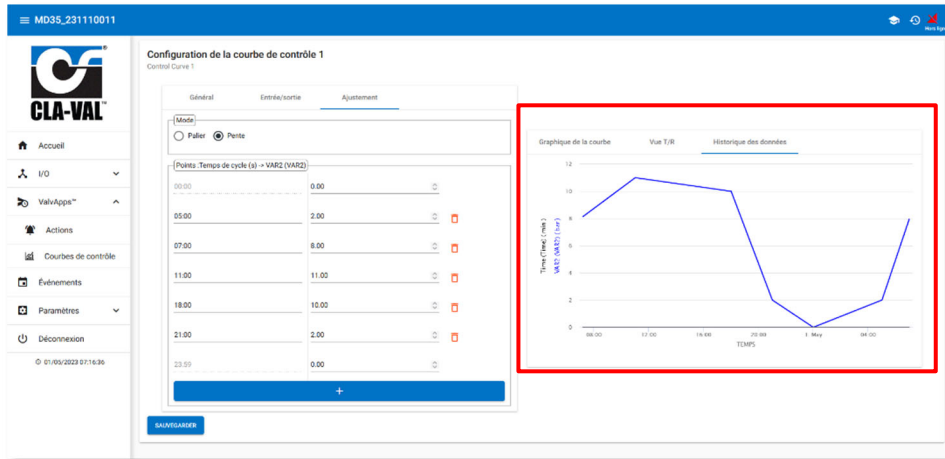 MD35_231110011
Hors ligne
CLA-VAL
Accueil
I/O
ValvApps™
Actions
Courbes de contrôle
Événements
Paramètres
Déconnexion
01/05/2023 07:16:36
Configuration de la courbe de contrôle 1
Control Curve 1
Général Entrée/sortie Ajustement
Mode
Palier Pente
Points :Temps de cycle (s) -> VAR2 (VAR2)
00:00 0.00
05:00 2.00
07:00 8.00
11:00 11.00
18:00 10.00
21:00 2.00
23:59 0.00
+
SAUVEGARDER
Graphique de la courbe Vue T/R Historique des données
Time (Time) ( min )
VAR2 (VAR2) ( bar )
12
10
8
6
4
2
0
08:00 12:00 16:00 20:00 1. May 04:00
TEMPS